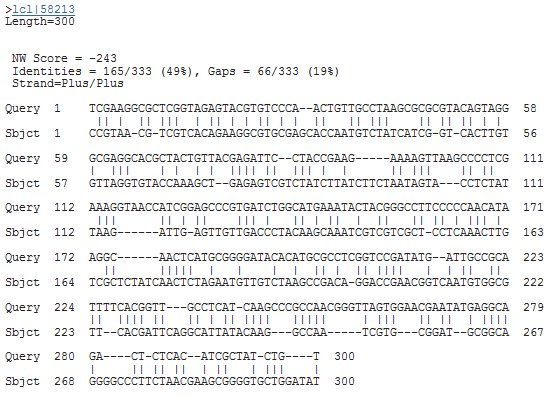 >lcl|58213
Length=300
NW Score = -243
Identities = 165/333 (49%), Gaps = 66/333 (19%)
Strand=Plus/Plus
Query 1 TCGAAGGCGCTCGGTAGAGTACGTGTCCCA--ACTGTTGCCTAAGCGCGCGTACAGTAGG 58
Sbjct 1 CCGTAA-CG-TCGTCACAGAAGGCGTGCGAGCACCAATGTCTATCATCG-GT-CACTTGT 56
Query 59 GCGAGGCACGCTACTGTTACGAGATTC--CTACCGAAG-----AAAAGTTAAGCCCCTCG 111
Sbjct 57 GTTAGGTGTACCAAAGCT--GAGAGTCGTCTATCTTATCTTCTAATAGTA---CCTCTAT 111
Query 112 AAAGGTAACCATCGGAGCCCGTGATCTGGCATGAAATACTACGGGCCTTCCCCCAACATA 171
Sbjct 112 TAAG------ATTG-AGTTGTTGACCCTACAAGCAAATCGTCGTCGCT-CCTCAAACTTG 163
Query 172 AGGC------AACTCATGCGGGGATACACATGCGCCTCGGTCCGATATG-ATTGCCGCA 223
Sbjct 164 TCGCTCTATCAACTCTAGAATGTTGTCTAAGCCGACA-GGACCGAACGGTCAATGTGGCG 222
Query 224 TTTTCACGGTT---GCCTCAT-CAAGCCCGCCAACGGGTTAGTGGAACGAATATGAGGCA 279
Sbjct 223 TT--CACGATTCAGGCATTATACAAG---GCCAA-----TCGTG---CGGAT-GCGGCA 267
Query 280 GA----CT-CTCAC--ATCGCTAT-CTG----T 300
Sbjct 268 GGGGCCCTTCTAACGAAGCGGGGTGCTGGATAT 300